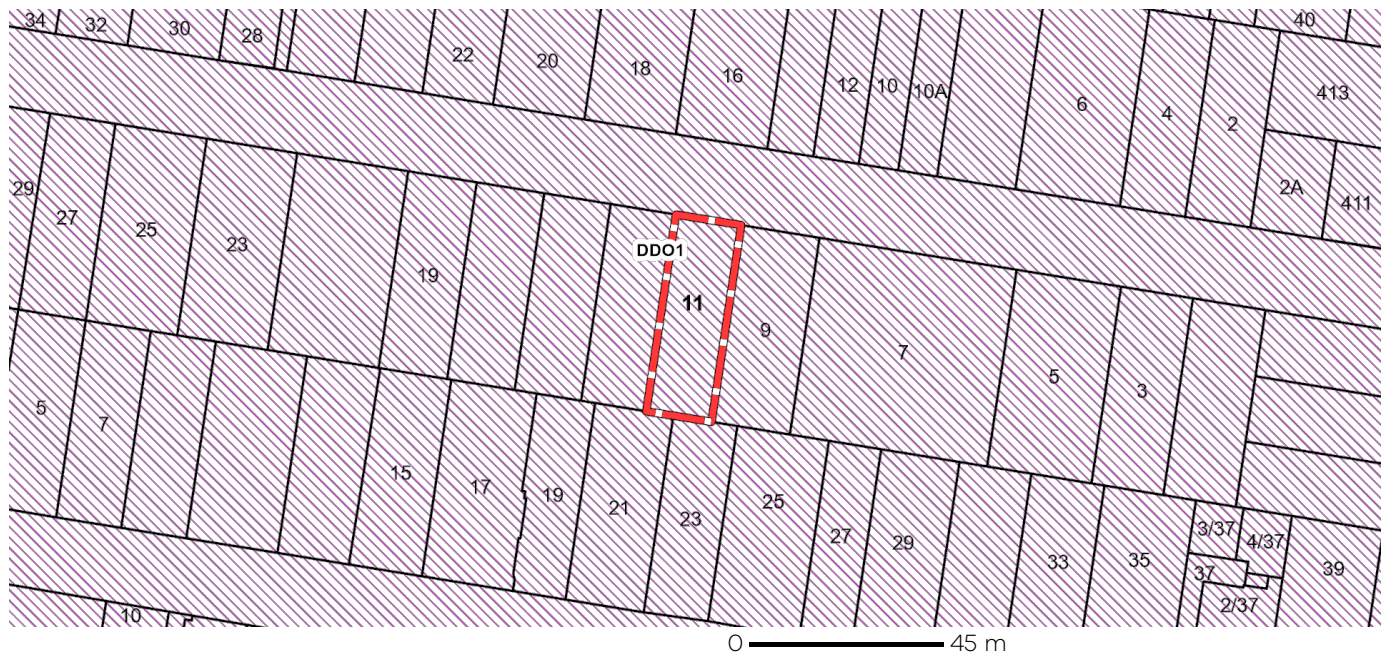 34 32 30 28 22 20 18 16 12 10 10A 6 4 2 40
413
2A 411
29 27 25 23 19 DDO1 11 9 7 5 3
5 7 15 17 19 21 23 25 27 29 33 35 3/37 4/37 37 39
2/37
10
0 45 m